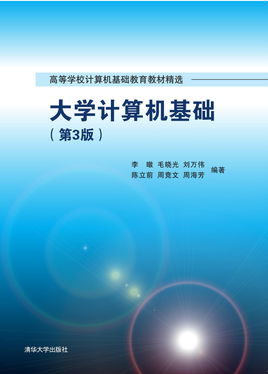 高等学校计算机基础教育教材精选
大学计算机基础
（第3版）
李 暾 毛晓光 刘万伟
陈立前 周竞文 周海芳 编著
清华大学出版社